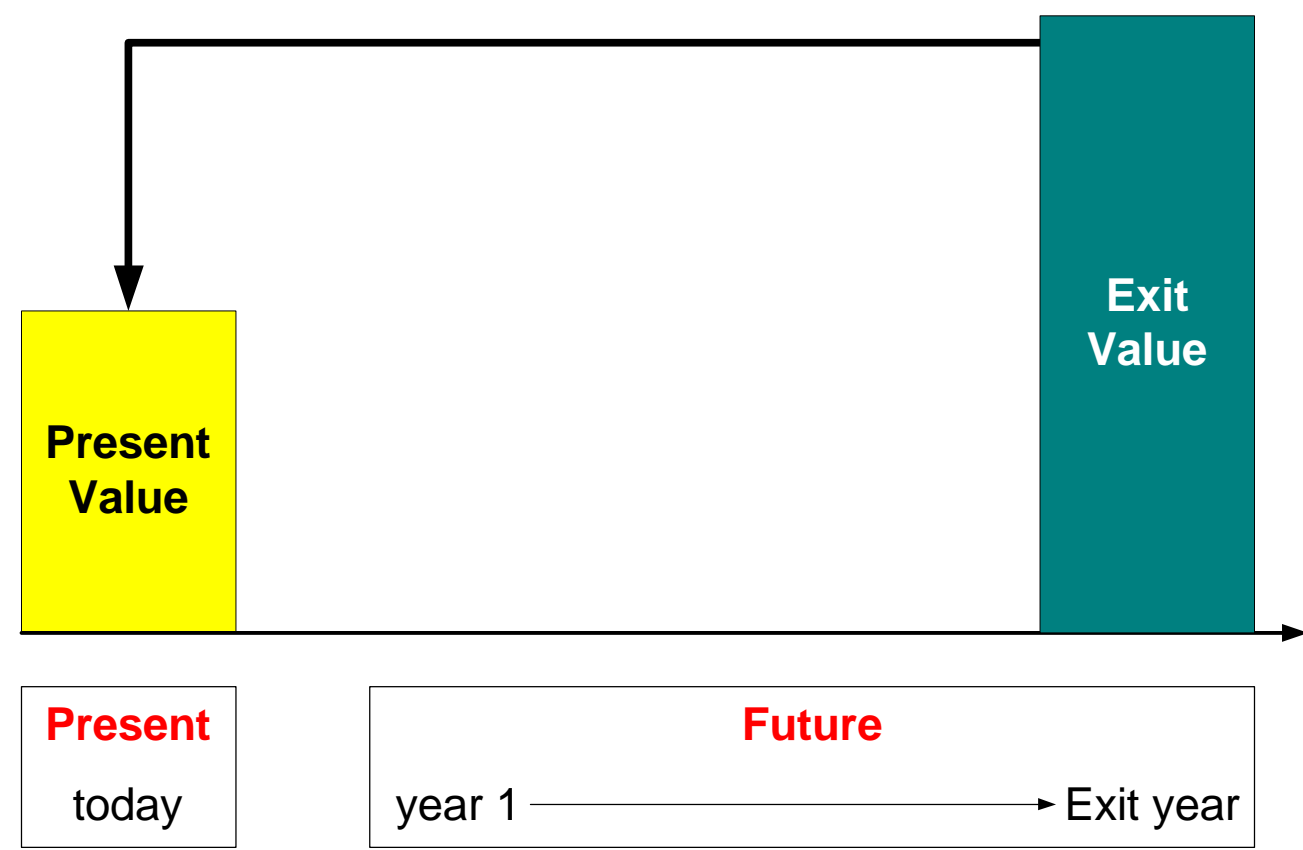 Exit
Value
Present
Value
Present
today
Future
year 1
Exit year